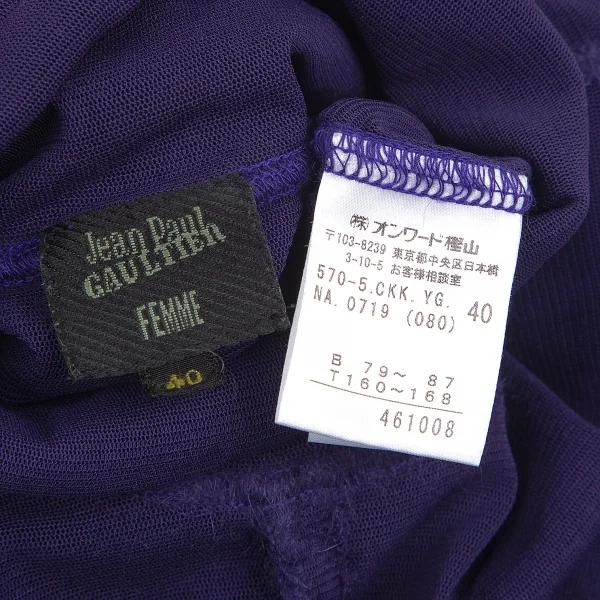 Jean Paul
GAULTIER
FEMME
40
㈱オンワード樫山
〒103-8239 東京都中央区日本橋
3-10-5 お客様相談室
570-5.CKK.YG. 40
NA. 0719 (080)
B 79～ 87
T160～168
461008